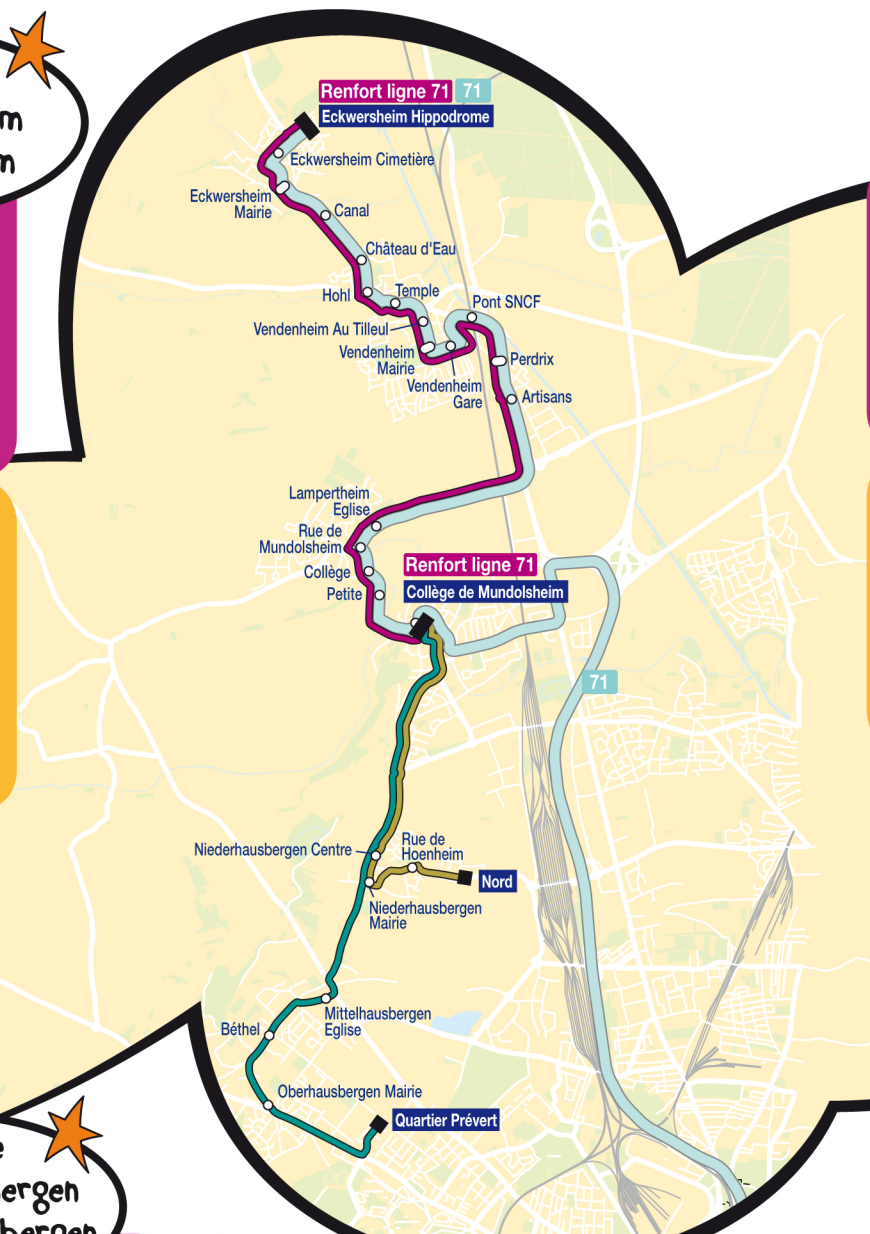 m
m
Renfort ligne 71 71
Eckwersheim Hippodrome
Eckwersheim Cimetière
Eckwersheim
Mairie
Canal
Château d'Eau
Hohl
Temple
Pont SNCF
Vendenheim Au Tilleul
Vendenheim
Mairie
Perdrix
Vendenheim
Gare
Artisans
Lampertheim
Eglise
Rue de
Mundolsheim
Collège
Petite
Renfort ligne 71
Collège de Mundolsheim
71
Niederhausbergen Centre
Rue de
Hoenheim
Nord
Niederhausbergen
Mairie
Mittelhausbergen
Eglise
Béthel
Oberhausbergen Mairie
Quartier Prévert
e
ergen
bergen